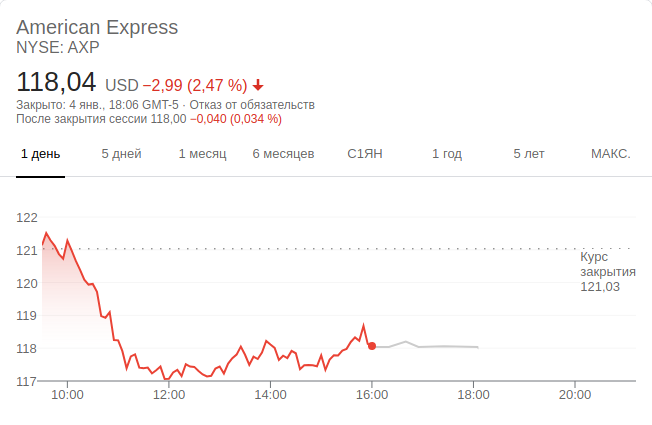 American Express
NYSE: AXP
118,04 USD −2,99 (2,47 %)
Закрыто: 4 янв., 18:06 GMT-5 · Отказ от обязательств
После закрытия сессии 118,00 −0,040 (0,034 %)
1 день 5 дней 1 месяц 6 месяцев С1ЯН 1 год 5 лет МАКС.
122
121
Курс
закрытия
121,03
120
119
118
117
10:00 12:00 14:00 16:00 18:00 20:00